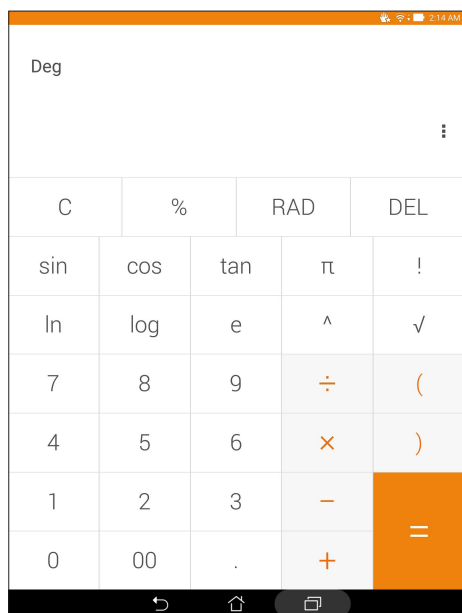 2:14 AM
Deg
C % RAD DEL
sin cos tan π !
ln log e ^ √
7 8 9 ÷ (
4 5 6 × )
1 2 3 −
=
0 00 . +